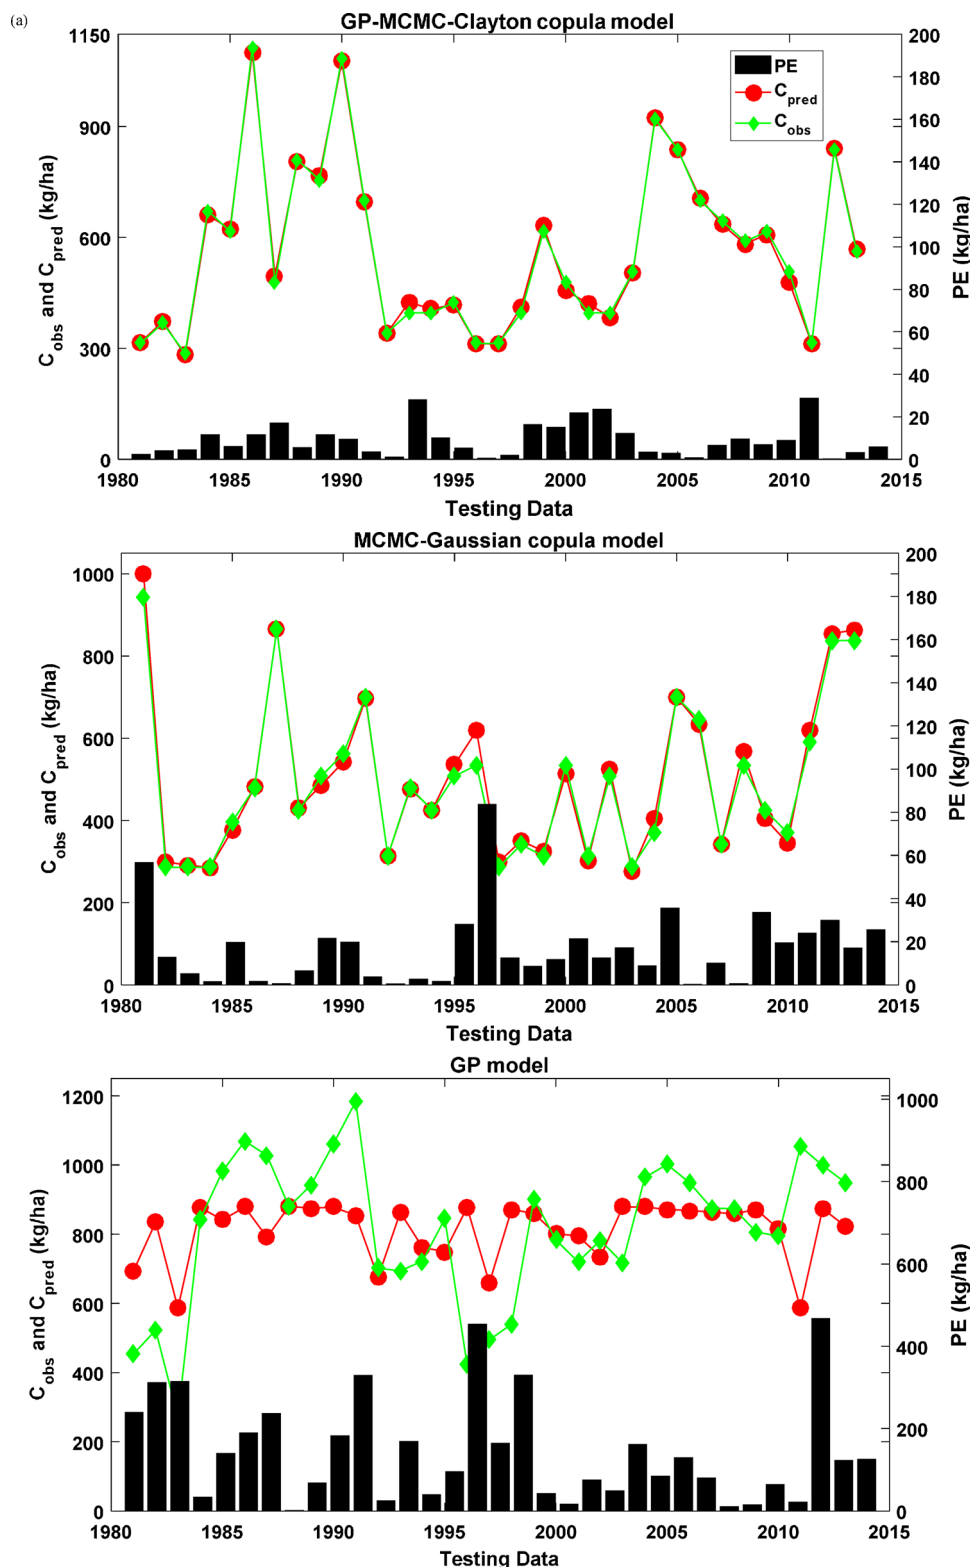 (a)
GP-MCMC-Clayton copula model
1150
900
600
300
0
C_obs and C_pred (kg/ha)
200
180
160
140
120
100
80
60
40
20
0
PE (kg/ha)
PE
C_pred
C_obs
1980 1985 1990 1995 2000 2005 2010 2015
Testing Data
MCMC-Gaussian copula model
1000
800
600
400
200
0
C_obs and C_pred (kg/ha)
200
180
160
140
120
100
80
60
40
20
0
PE (kg/ha)
1980 1985 1990 1995 2000 2005 2010 2015
Testing Data
GP model
1200
1000
800
600
400
200
0
C_obs and C_pred (kg/ha)
1000
800
600
400
200
0
PE (kg/ha)
1980 1985 1990 1995 2000 2005 2010 2015
Testing Data